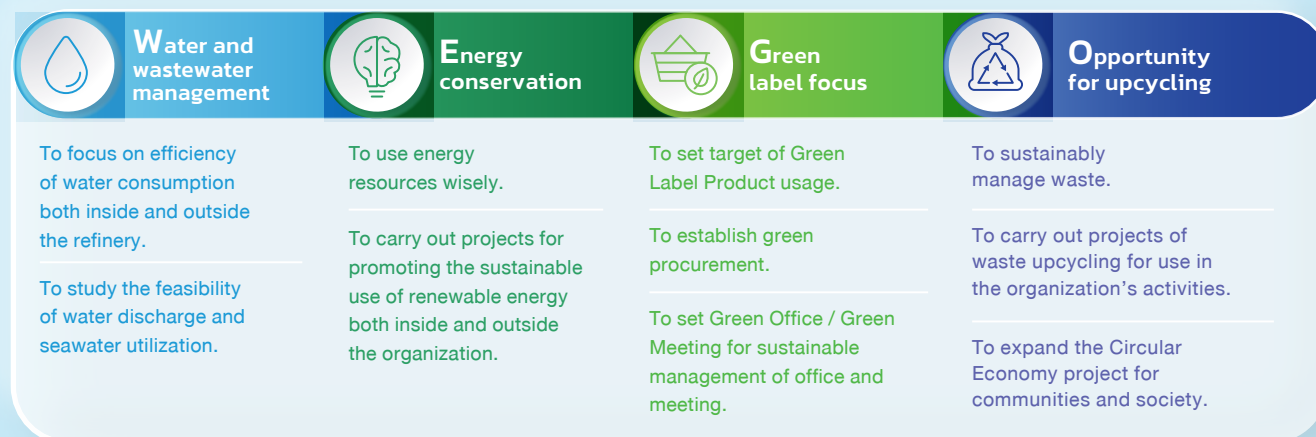 Water and
wastewater
management
To focus on efficiency
of water consumption
both inside and outside
the refinery.
To study the feasibility
of water discharge and
seawater utilization.
Energy
conservation
To use energy
resources wisely.
To carry out projects for
promoting the sustainable
use of renewable energy
both inside and outside
the organization.
Green
label focus
To set target of Green
Label Product usage.
To establish green
procurement.
To set Green Office / Green
Meeting for sustainable
management of office and
meeting.
Opportunity
for upcycling
To sustainably
manage waste.
To carry out projects of
waste upcycling for use in
the organization’s activities.
To expand the Circular
Economy project for
communities and society.